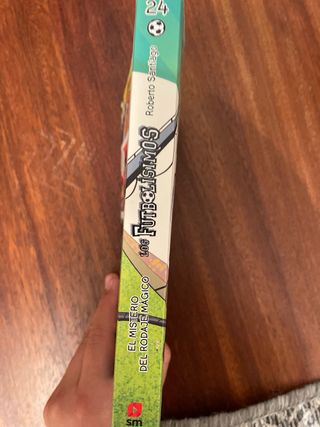 24
Roberto Santiago
LOS FUTBOLÍSIMOS
EL MISTERIO
DEL RODAJE MÁGICO
sm